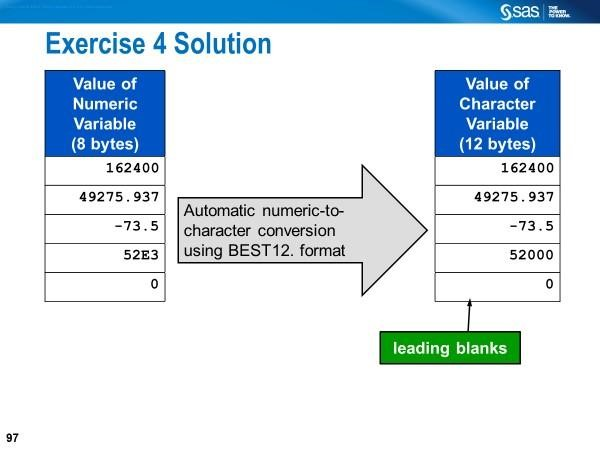 sas
THE
POWER
TO KNOW.
Exercise 4 Solution
Value of
Numeric
Variable
(8 bytes)
162400
49275.937
-73.5
52E3
0
Automatic numeric-to-
character conversion
using BEST12. format
Value of
Character
Variable
(12 bytes)
162400
49275.937
-73.5
52000
0
leading blanks
97